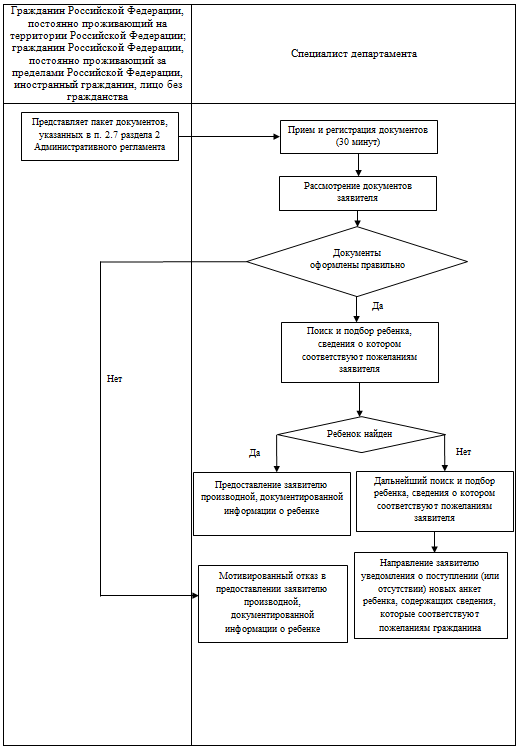 Гражданин Российской Федерации,
постоянно проживающий на
территории Российской Федерации;
гражданин Российской Федерации,
постоянно проживающий за
пределами Российской Федерации,
иностранный гражданин, лицо без
гражданства
Специалист департамента
Представляет пакет документов,
указанных в п. 2.7 раздела 2
Административного регламента
Прием и регистрация документов
(30 минут)
Рассмотрение документов
заявителя
Документы
оформлены правильно
Да
Поиск и подбор ребенка,
сведения о котором
соответствуют пожеланиям
заявителя
Нет
Ребенок найден
Да
Нет
Предоставление заявителю
производной, документированной
информации о ребенке
Дальнейший поиск и подбор
ребенка, сведения о котором
соответствуют пожеланиям
заявителя
Мотивированный отказ в
предоставлении заявителю
производной,
документированной
информации о ребенке
Направление заявителю
уведомления о поступлении (или
отсутствии) новых анкет
ребенка, содержащих сведения,
которые соответствуют
пожеланиям гражданина